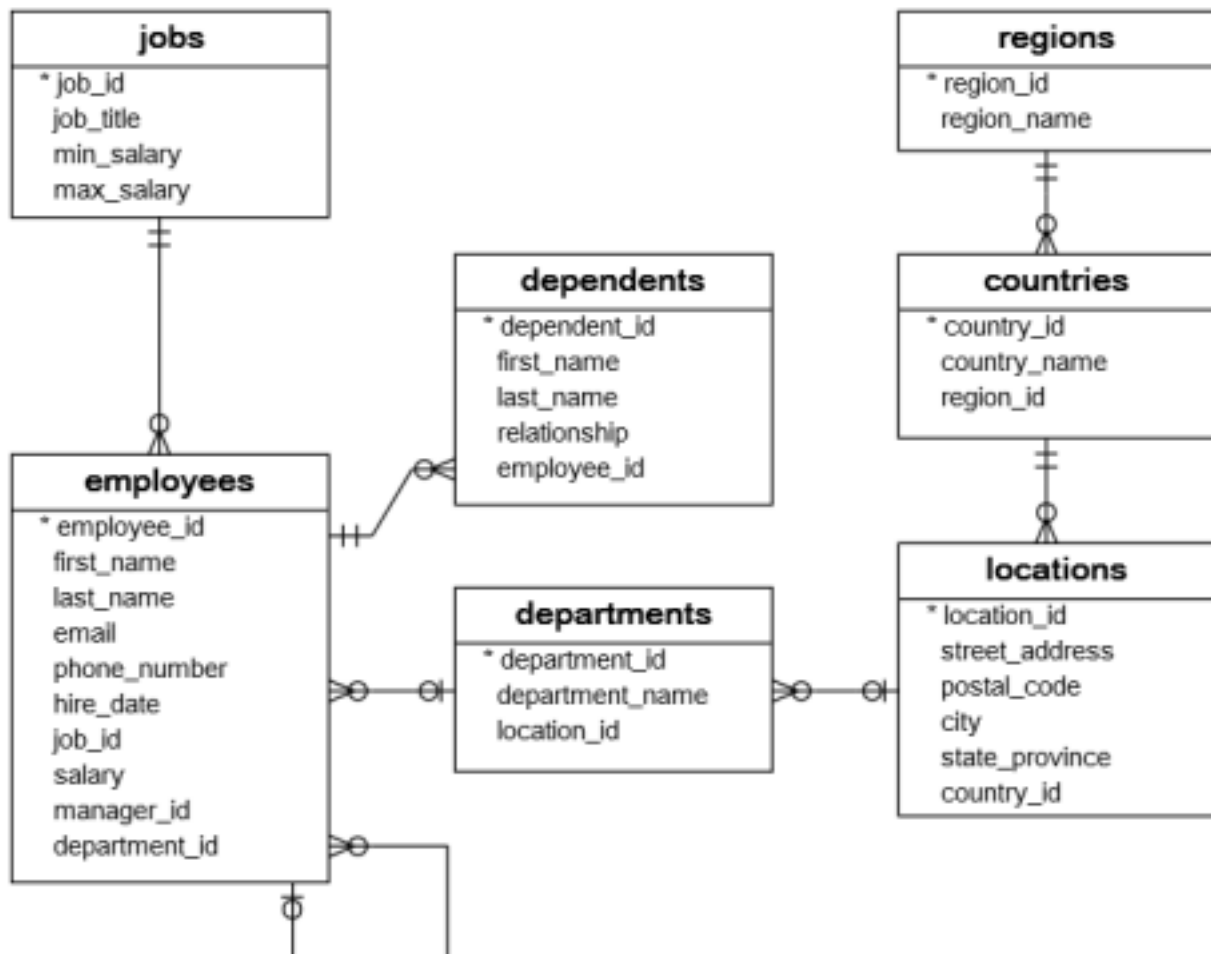 jobs
* job_id
job_title
min_salary
max_salary
regions
* region_id
region_name
dependents
* dependent_id
first_name
last_name
relationship
employee_id
countries
* country_id
country_name
region_id
employees
* employee_id
first_name
last_name
email
phone_number
hire_date
job_id
salary
manager_id
department_id
departments
* department_id
department_name
location_id
locations
* location_id
street_address
postal_code
city
state_province
country_id